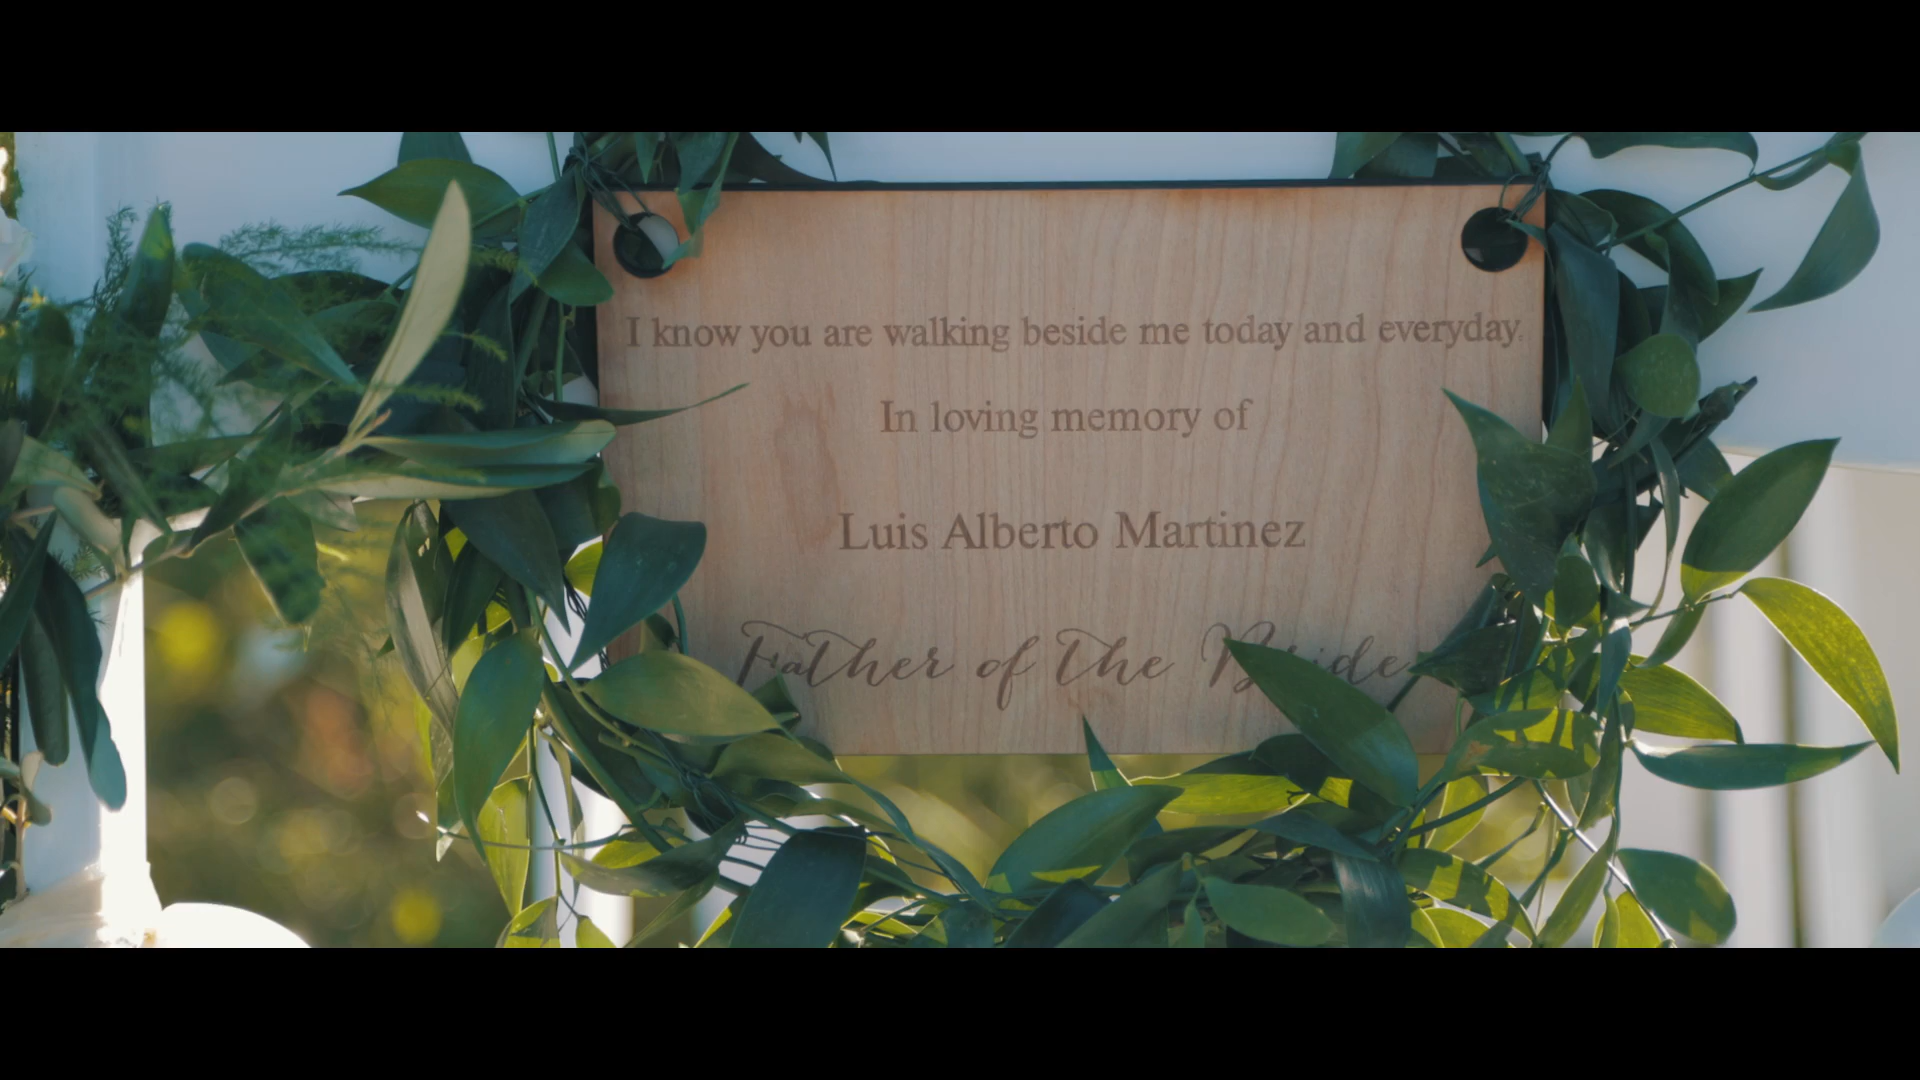 I know you are walking beside me today and everyday.
In loving memory of
Luis Alberto Martinez
Father of the Bride